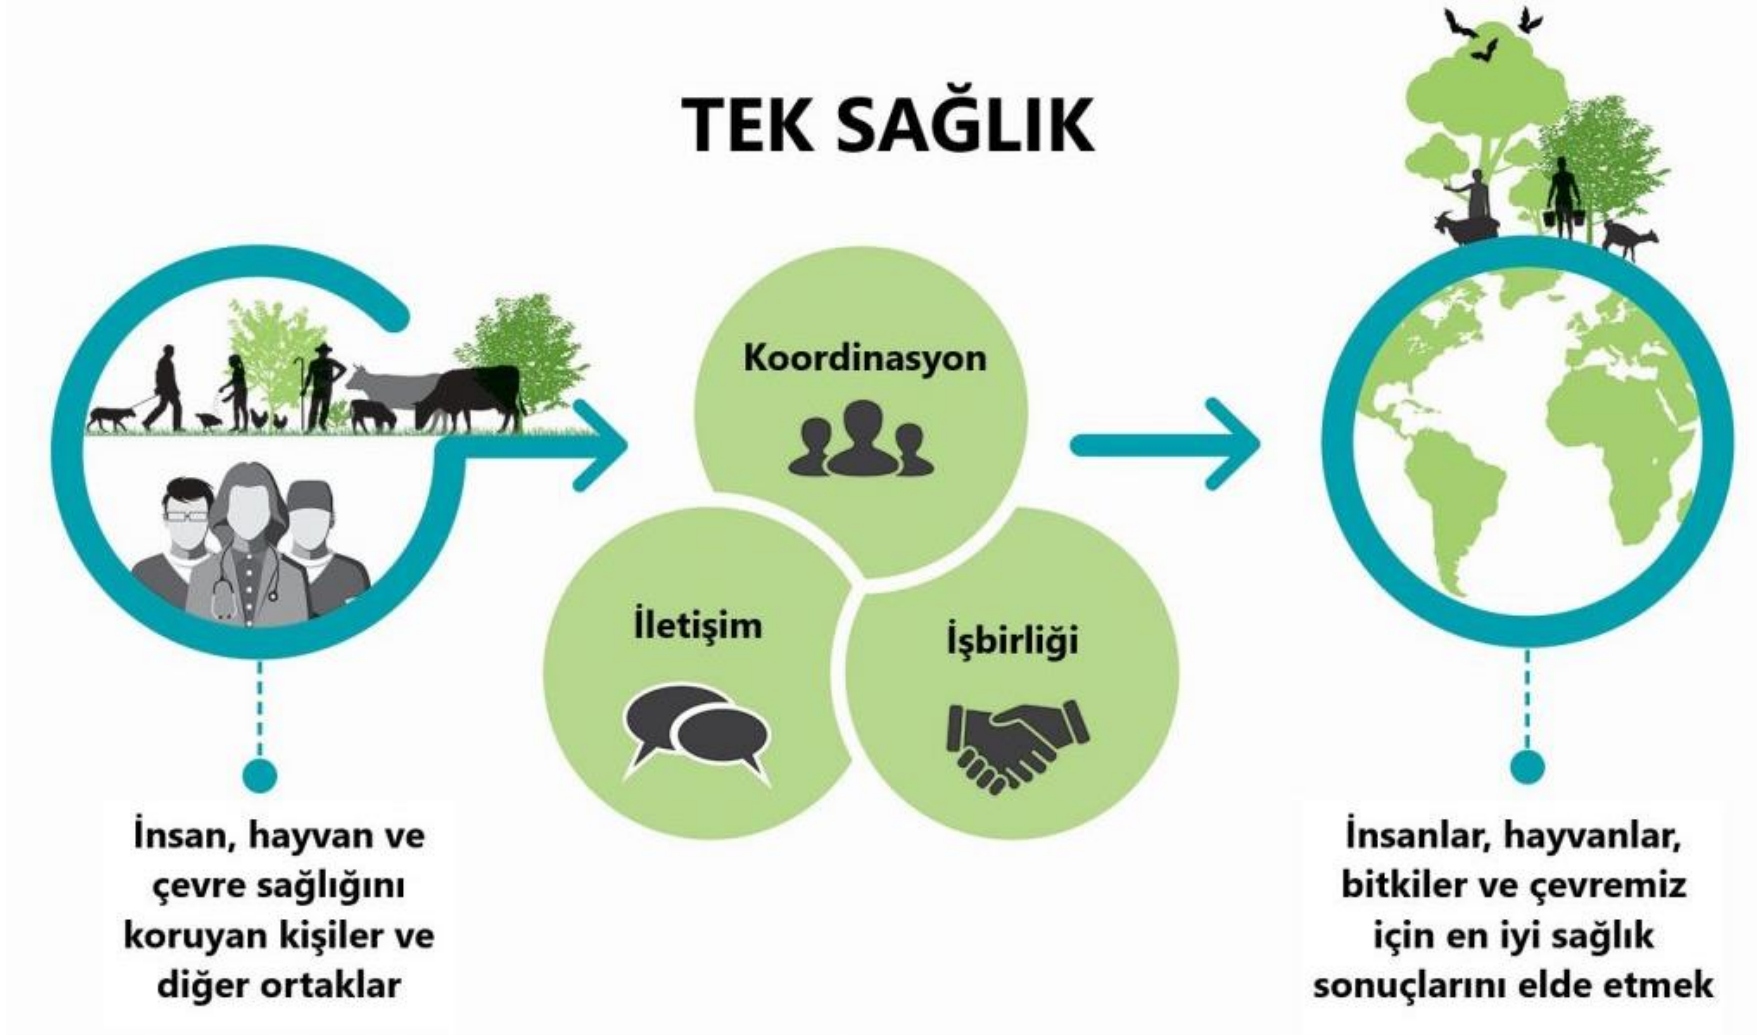 TEK SAĞLIK
Koordinasyon
İletişim
İşbirliği
İnsan, hayvan ve
çevre sağlığını
koruyan kişiler ve
diğer ortaklar
İnsanlar, hayvanlar,
bitkiler ve çevremiz
için en iyi sağlık
sonuçlarını elde etmek